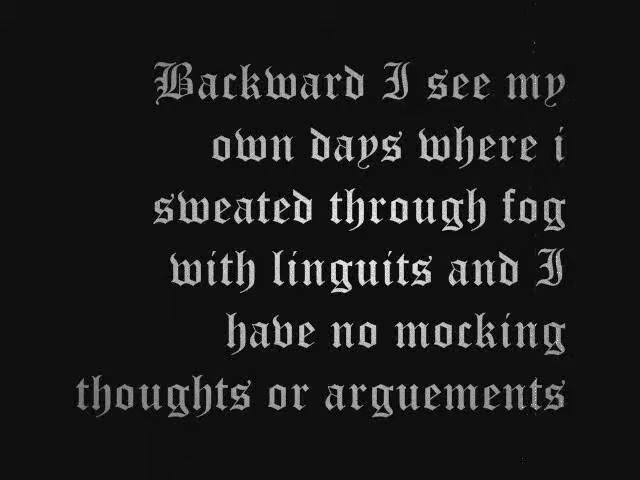 Backward I see my
own days where i
sweated through fog
with linguits and I
have no mocking
thoughts or arguements